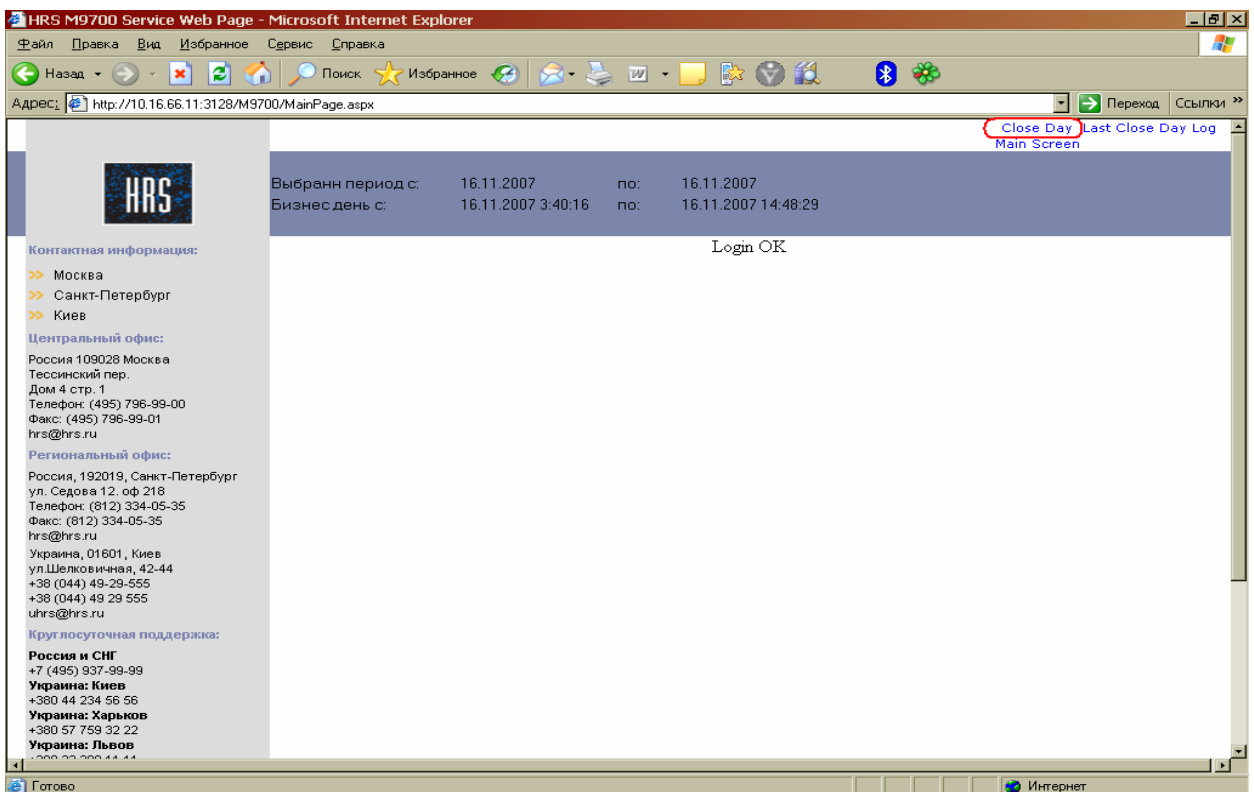 HRS M9700 Service Web Page - Microsoft Internet Explorer
Файл Правка Вид Избранное Сервис Справка
Назад Поиск Избранное
Адрес: http://10.16.66.11:3128/M9700/MainPage.aspx Переход Ссылки »
Close Day Last Close Day Log
Main Screen
HRS
Выбранн период с: 16.11.2007 по: 16.11.2007
Бизнес день с: 16.11.2007 3:40:16 по: 16.11.2007 14:48:29
Login OK
Контактная информация:
>> Москва
>> Санкт-Петербург
>> Киев
Центральный офис:
Россия 109028 Москва
Тессинский пер.
Дом 4 стр. 1
Телефон: (495) 796-99-00
Факс: (495) 796-99-01
hrs@hrs.ru
Региональный офис:
Россия, 192019, Санкт-Петербург
ул. Седова 12. оф 218
Телефон: (812) 334-05-35
Факс: (812) 334-05-35
hrs@hrs.ru
Украина, 01601, Киев
ул.Шелковичная, 42-44
+38 (044) 49-29-555
+38 (044) 49 29 555
uhrs@hrs.ru
Круглосуточная поддержка:
Россия и СНГ
+7 (495) 937-99-99
Украина: Киев
+380 44 234 56 56
Украина: Харьков
+380 57 759 32 22
Украина: Львов
Готово Интернет